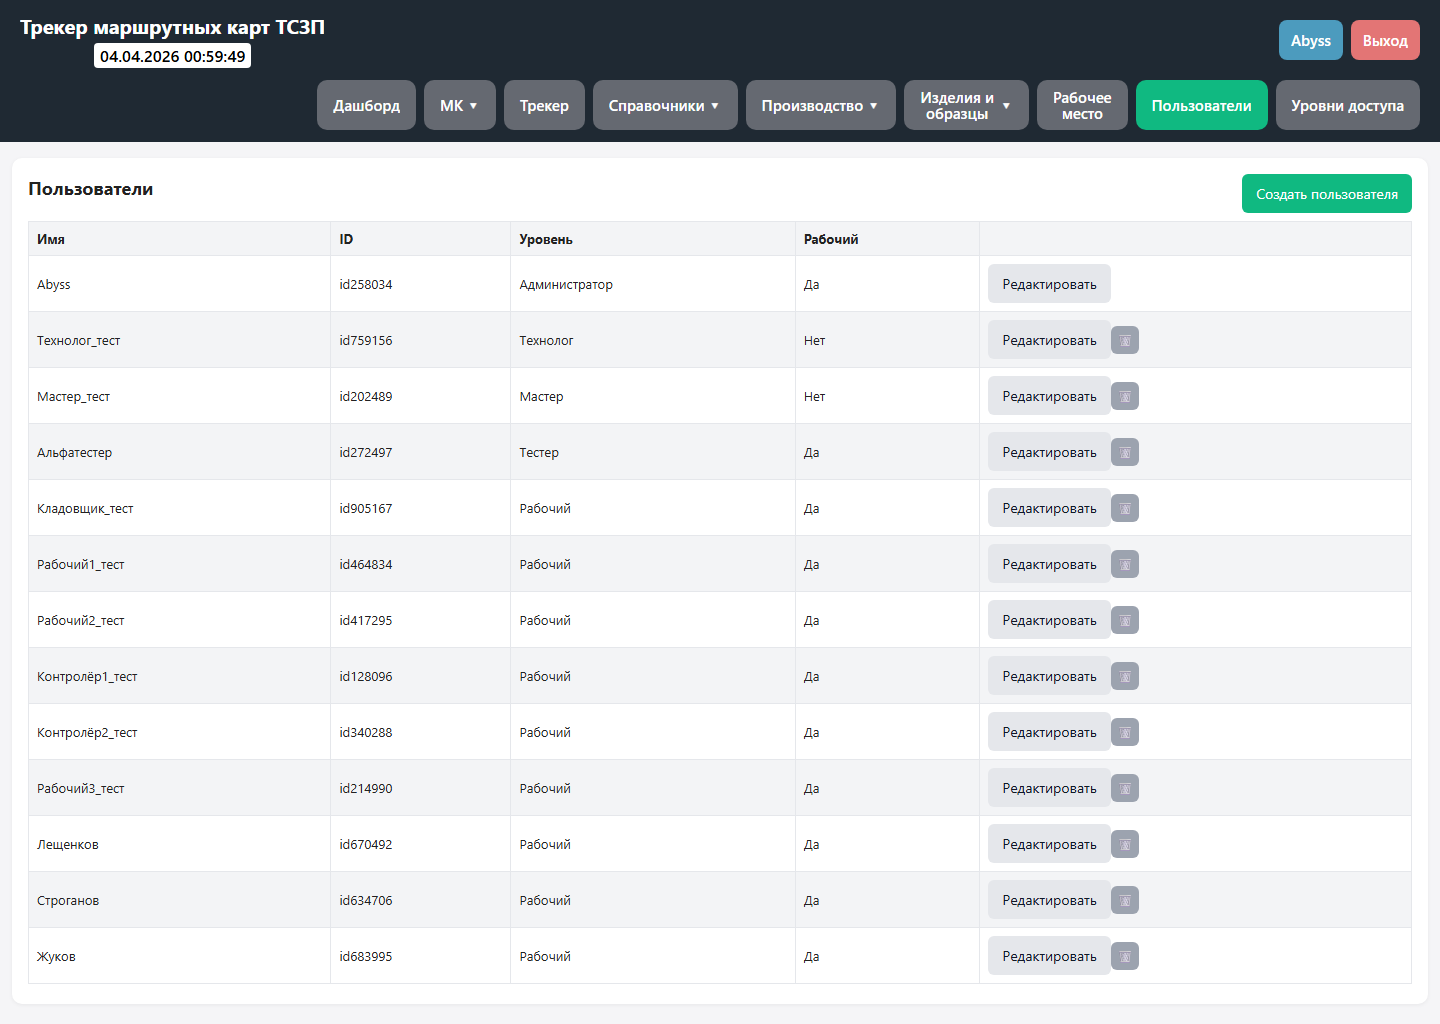 Трекер маршрутных карт ТСЗП
04.04.2026 00:59:49
Abyss
Выход
Дашборд
МК ▼
Трекер
Справочники ▼
Производство ▼
Изделия и образцы ▼
Рабочее место
Пользователи
Уровни доступа
Пользователи
Создать пользователя
Имя ID Уровень Рабочий
Abyss id258034 Администратор Да Редактировать
Технолог_тест id759156 Технолог Нет Редактировать
Мастер_тест id202489 Мастер Нет Редактировать
Альфатестер id272497 Тестер Да Редактировать
Кладовщик_тест id905167 Рабочий Да Редактировать
Рабочий1_тест id464834 Рабочий Да Редактировать
Рабочий2_тест id417295 Рабочий Да Редактировать
Контролёр1_тест id128096 Рабочий Да Редактировать
Контролёр2_тест id340288 Рабочий Да Редактировать
Рабочий3_тест id214990 Рабочий Да Редактировать
Лещенков id670492 Рабочий Да Редактировать
Строганов id634706 Рабочий Да Редактировать
Жуков id683995 Рабочий Да Редактировать